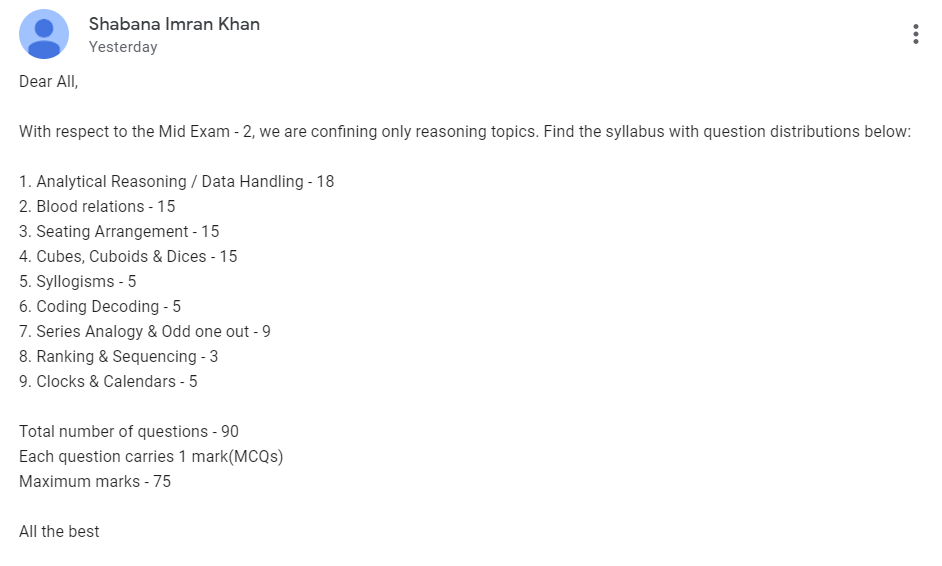 Shabana Imran Khan
Yesterday
Dear All,
With respect to the Mid Exam - 2, we are confining only reasoning topics. Find the syllabus with question distributions below:
1. Analytical Reasoning / Data Handling - 18
2. Blood relations - 15
3. Seating Arrangement - 15
4. Cubes, Cuboids & Dices - 15
5. Syllogisms - 5
6. Coding Decoding - 5
7. Series Analogy & Odd one out - 9
8. Ranking & Sequencing - 3
9. Clocks & Calendars - 5
Total number of questions - 90
Each question carries 1 mark(MCQs)
Maximum marks - 75
All the best